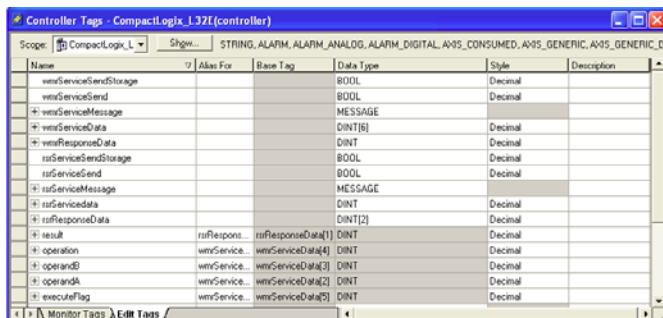 Controller Tags - CompactLogix_L32E(controller)
Scope: CompactLogix_L Show... STRING, ALARM, ALARM_ANALOG, ALARM_DIGITAL, AXIS_CONSUMED, AXIS_GENERIC, AXIS_GENERIC_D
Name Alias For Base Tag Data Type Style Description
wmrServiceSendStorage BOOL Decimal
wmrServiceSend BOOL Decimal
wmrServiceMessage MESSAGE
wmrServiceData DINT[6] Decimal
wmrResponseData DINT Decimal
rsrServiceSendStorage BOOL Decimal
rsrServiceSend BOOL Decimal
rsrServiceMessage MESSAGE
rsrServicedata DINT Decimal
rsrResponseData DINT[2] Decimal
result rsrRespons... rsrResponseData[1] DINT Decimal
operation wmrService... wmrServiceData[4] DINT Decimal
operandB wmrService... wmrServiceData[3] DINT Decimal
operandA wmrService... wmrServiceData[2] DINT Decimal
executeFlag wmrService... wmrServiceData[5] DINT Decimal
Monitor Tags Edit Tags